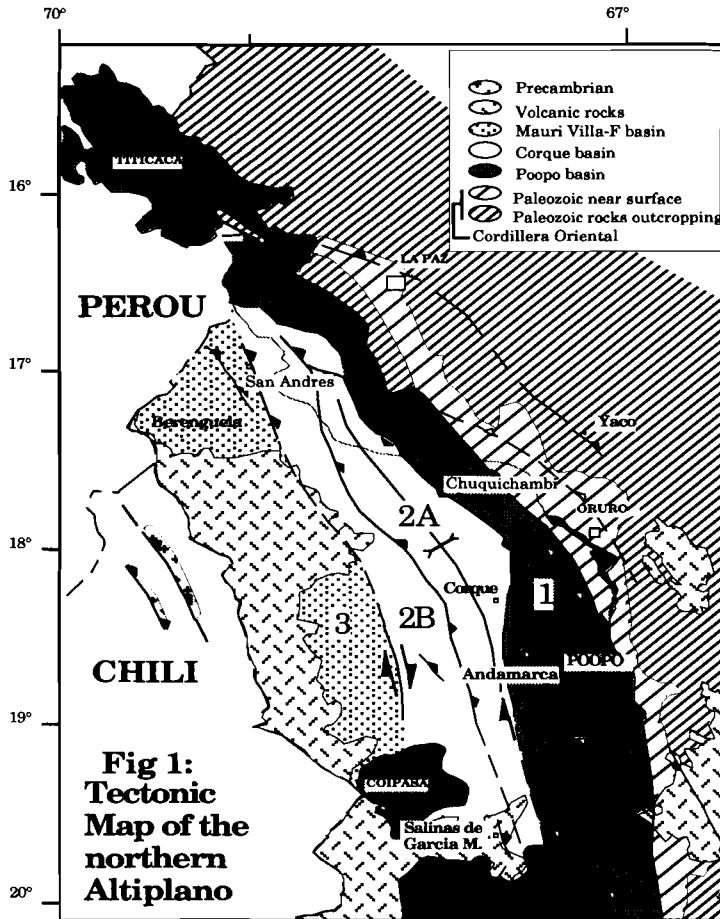 70°
67°
Precambrian
Volcanic rocks
Mauri Villa-F basin
Corque basin
Poopo basin
Paleozoic near surface
Paleozoic rocks outcropping
Cordillera Oriental
TITICACA
16°
LA PAZ
PEROU
17°
San Andres
Berenguela
Yaco
Chuquichambi
ORURO
2A
18°
Corque
1
3
2B
CHILI
POOPO
Andamarca
19°
Fig 1:
Tectonic
Map of the
northern
Altiplano
COIPASA
Salinas de
Garcia M.
20°